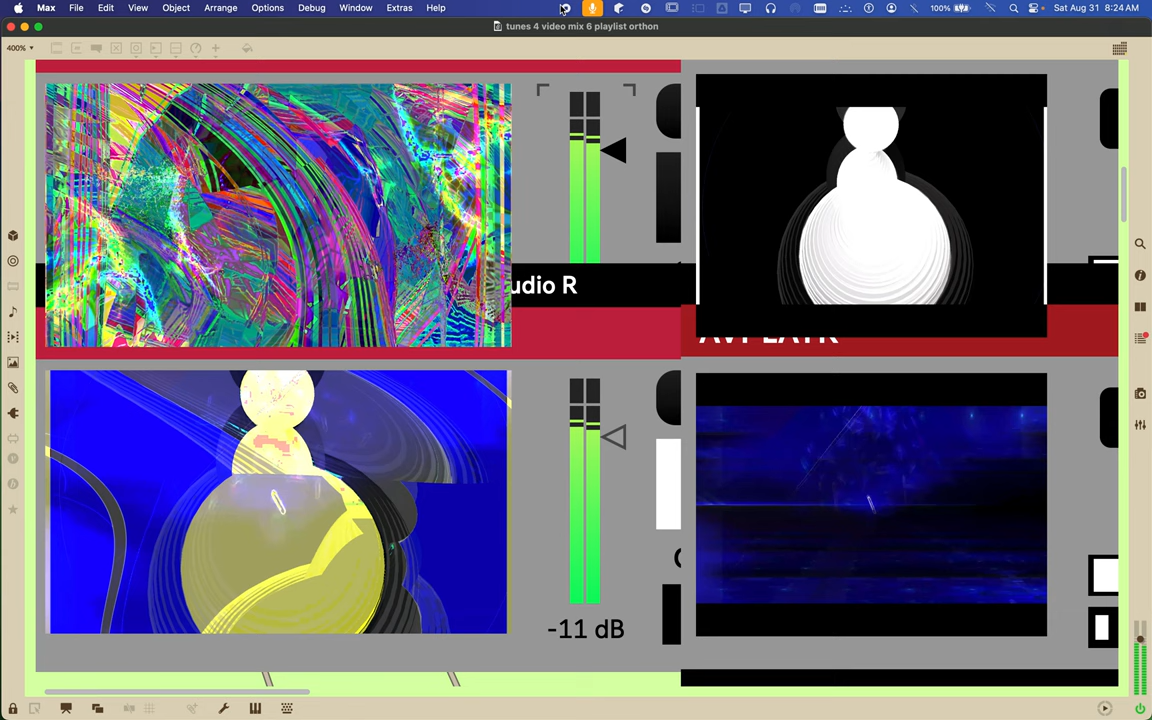 Max File Edit View Object Arrange Options Debug Window Extras Help
100% Sat Aug 31 8:24 AM
tunes 4 video mix 6 playlist orthon
400%
udio R
-11 dB